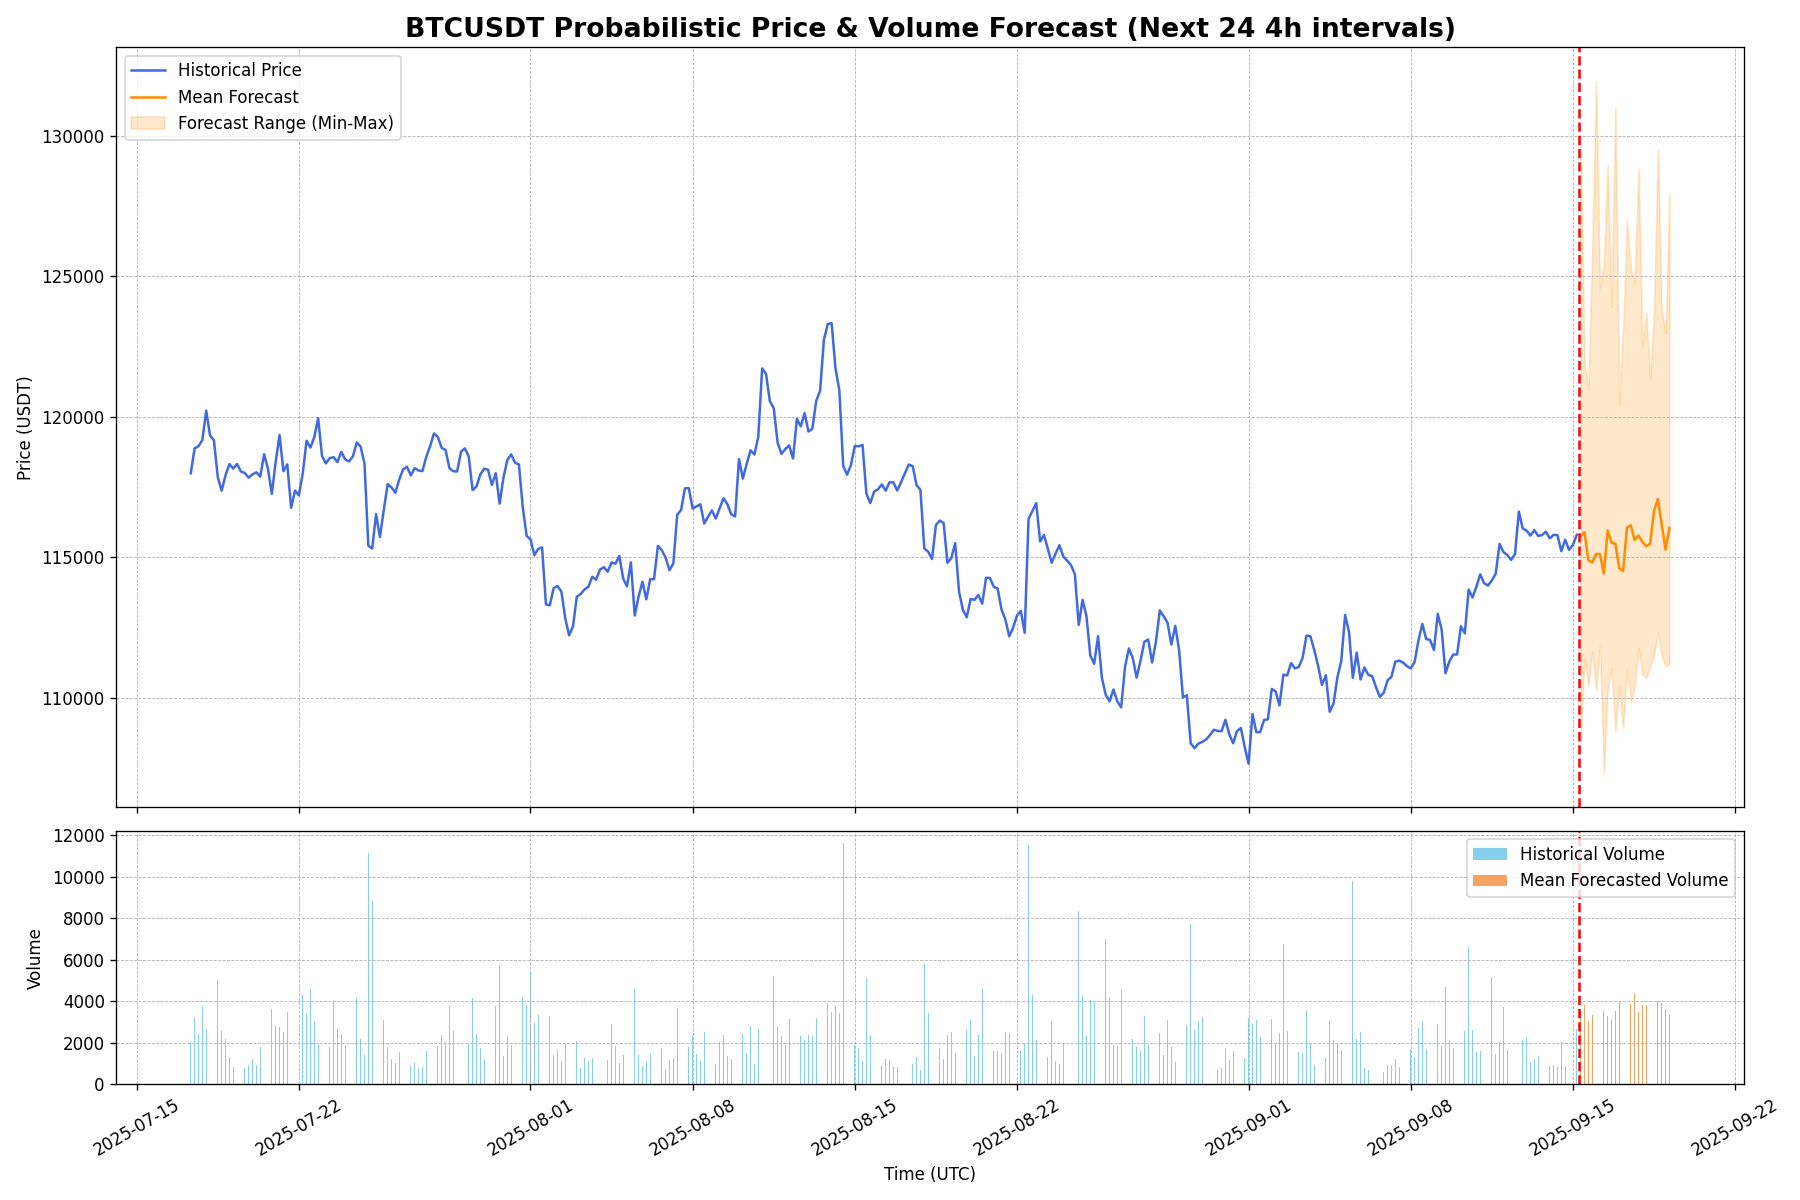 BTCUSDT Probabilistic Price & Volume Forecast (Next 24 4h intervals)
Historical Price
Mean Forecast
Forecast Range (Min-Max)
Price (USDT)
130000
125000
120000
115000
110000
Historical Volume
Mean Forecasted Volume
Volume
12000
10000
8000
6000
4000
2000
0
2025-07-15
2025-07-22
2025-08-01
2025-08-08
2025-08-15
2025-08-22
2025-09-01
2025-09-08
2025-09-15
2025-09-22
Time (UTC)